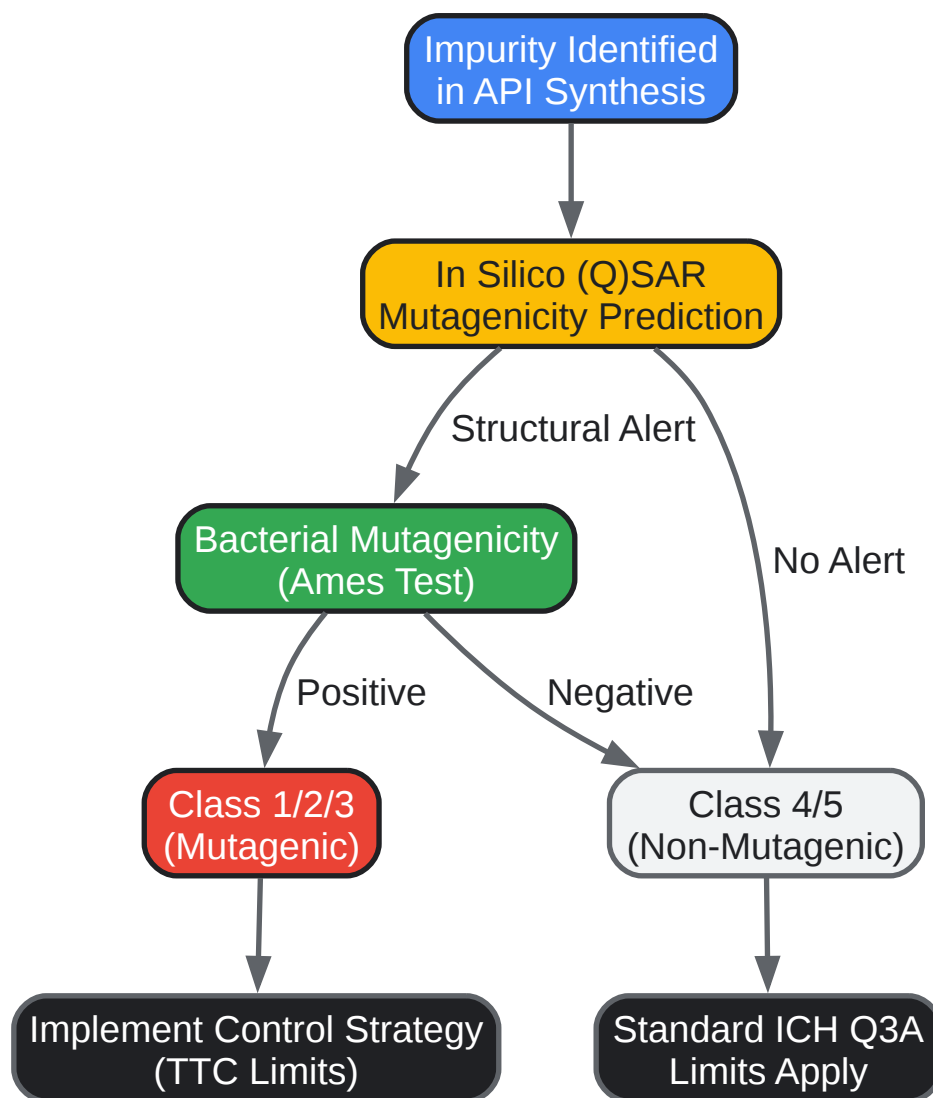 Impurity Identified
in API Synthesis
In Silico (Q)SAR
Mutagenicity Prediction
Structural Alert
Bacterial Mutagenicity
(Ames Test)
No Alert
Positive
Negative
Class 1/2/3
(Mutagenic)
Class 4/5
(Non-Mutagenic)
Implement Control Strategy
(TTC Limits)
Standard ICH Q3A
Limits Apply